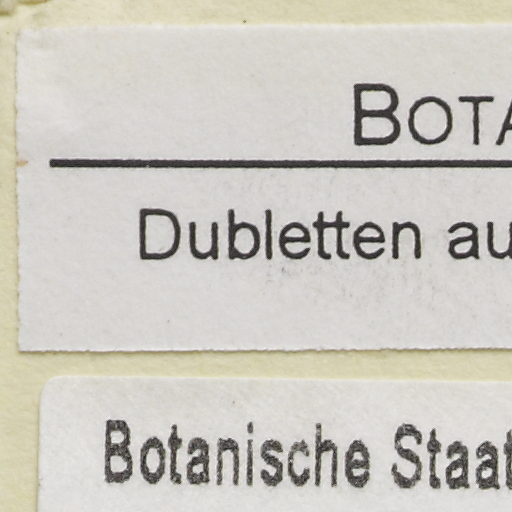 BOTA
Dubletten au
Botanische Staat